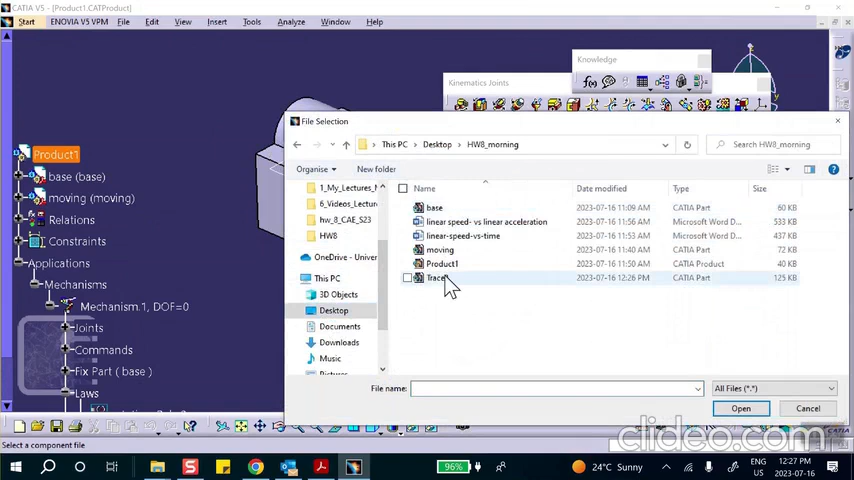 CATIA V5 - [Product1.CATProduct]
Start ENOVIA V5 VPM File Edit View Insert Tools Analyze Window Help
Knowledge
Kinematics Joints
File Selection
This PC > Desktop > HW8_morning
Search HW8_morning
Organise New folder
Name Date modified Type Size
1_My_Lectures_M
6_Videos_Lecture
hw_8_CAE_S23
HW8
OneDrive - Univer
This PC
3D Objects
Desktop
Documents
Downloads
Music
Pictures
base 2023-07-16 11:09 AM CATIA Part 60 KB
linear speed- vs linear acceleration 2023-07-16 11:56 AM Microsoft Word D... 533 KB
linear-speed-vs-time 2023-07-16 11:53 AM Microsoft Word D... 437 KB
moving 2023-07-16 11:40 AM CATIA Part 72 KB
Product1 2023-07-16 11:50 AM CATIA Product 40 KB
2023-07-16 12:26 PM CATIA Part 125 KB
File name: All Files (*.*)
Open Cancel
Product1
base (base)
moving (moving)
Relations
Constraints
Applications
Mechanisms
Mechanism.1, DOF=0
Joints
Commands
Fix Part ( base )
Laws
Select a component file
clideo.com
96%
24°C Sunny
ENG
US
12:27 PM
2023-07-16